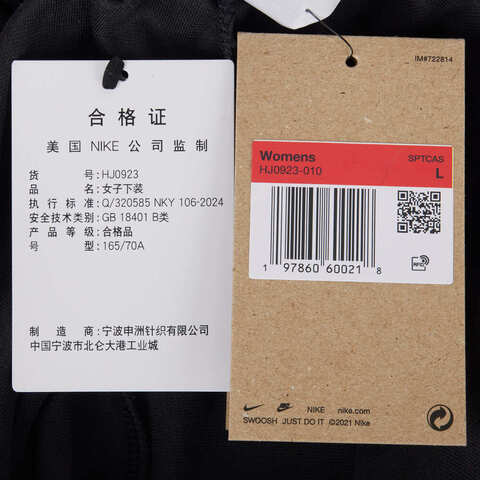 合格证
美国 NIKE 公司监制
货 号:HJ0923
品 名:女子下装
执行标准:Q/320585 NKY 106-2024
安全技术类别:GB 18401 B类
产品等级:合格品
号 型:165/70A
制造商:宁波申洲针织有限公司
中国宁波市北仑大港工业城
IM#722814
Womens SPTCAS
HJ0923-010 L
1 97860 60021 8
RFID
NIKE nike.com
SWOOSH JUST DO IT ©2021 Nike